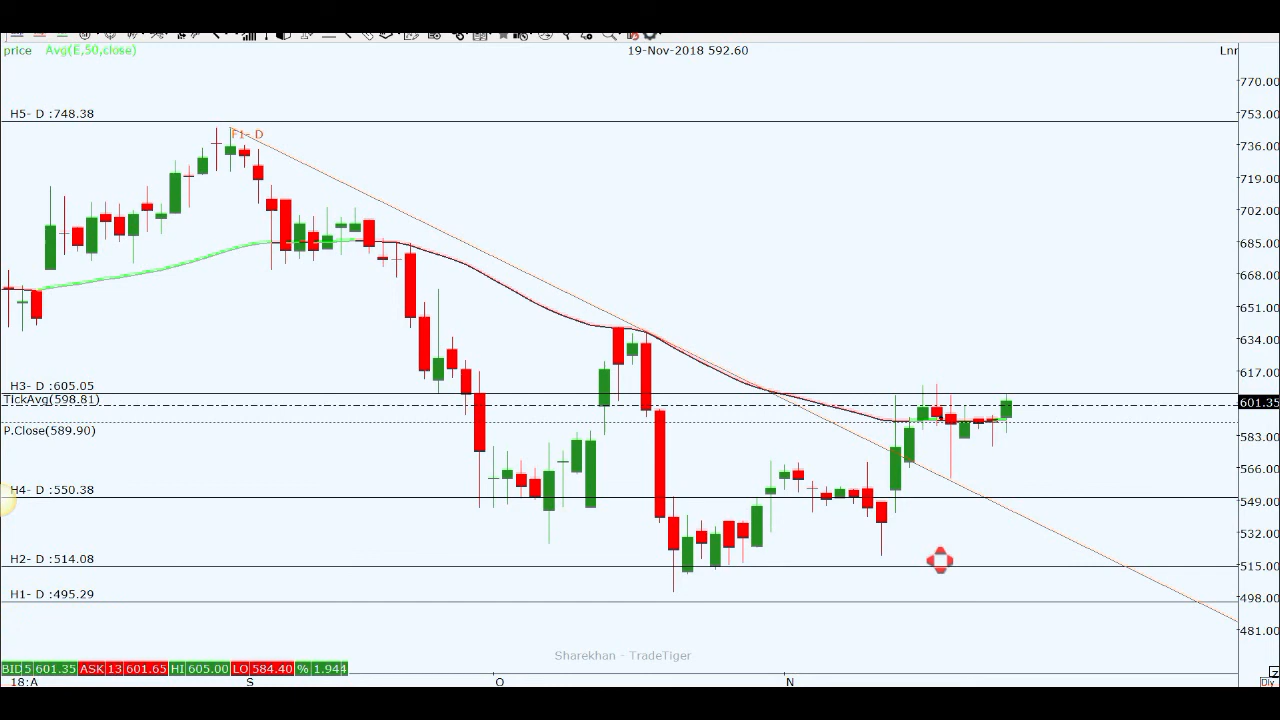 price Avg(E,50,close) 19-Nov-2018 592.60 Lnr
770.00
H5- D :748.38
753.00
F1- D
736.00
719.00
702.00
685.00
668.00
651.00
634.00
617.00
H3- D :605.05
TickAvg(598.81)
601.35
P.Close(589.90)
583.00
566.00
H4- D :550.38
549.00
532.00
H2- D :514.08
515.00
H1- D :495.29
498.00
481.00
Sharekhan - TradeTiger
BID 5 601.35 ASK 13 601.65 HI 605.00 LO 584.40 % 1.944
18:A S O N Dly
Z